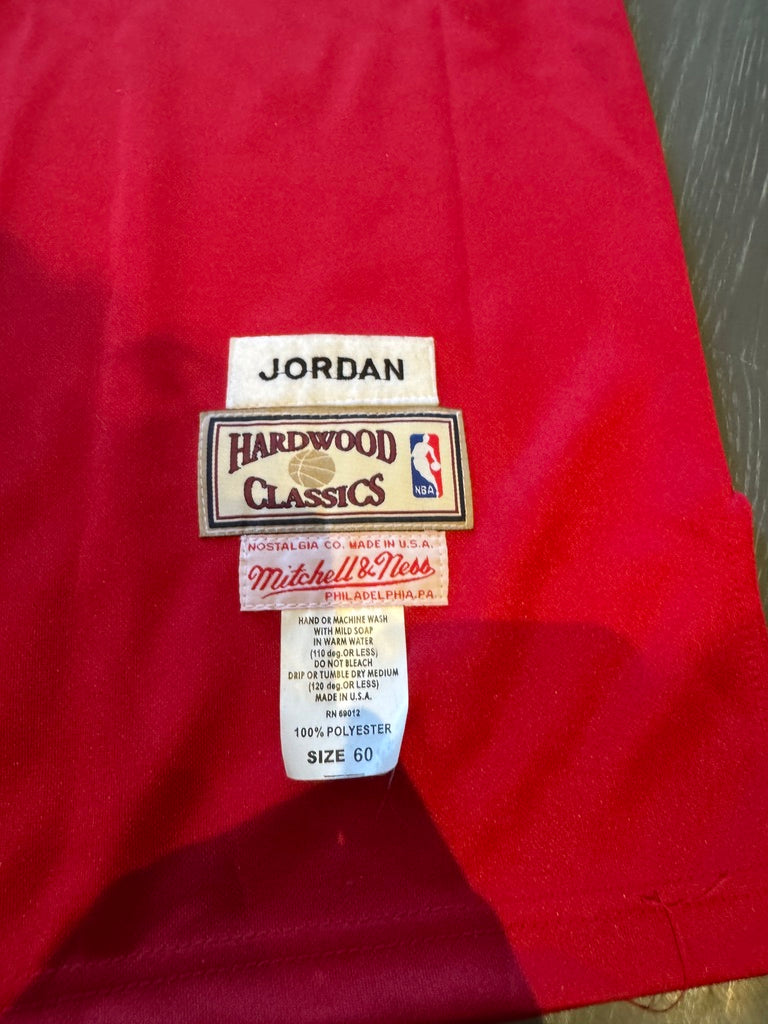 JORDAN
HARDWOOD
CLASSICS
NBA
NOSTALGIA CO. MADE IN U.S.A.
Mitchell & Ness
PHILADELPHIA, PA.
HAND OR MACHINE WASH
WITH MILD SOAP
IN WARM WATER
(110 deg.OR LESS)
DO NOT BLEACH
DRIP OR TUMBLE DRY MEDIUM
(120 deg.OR LESS)
MADE IN U.S.A.
RN 69012
100% POLYESTER
SIZE 60